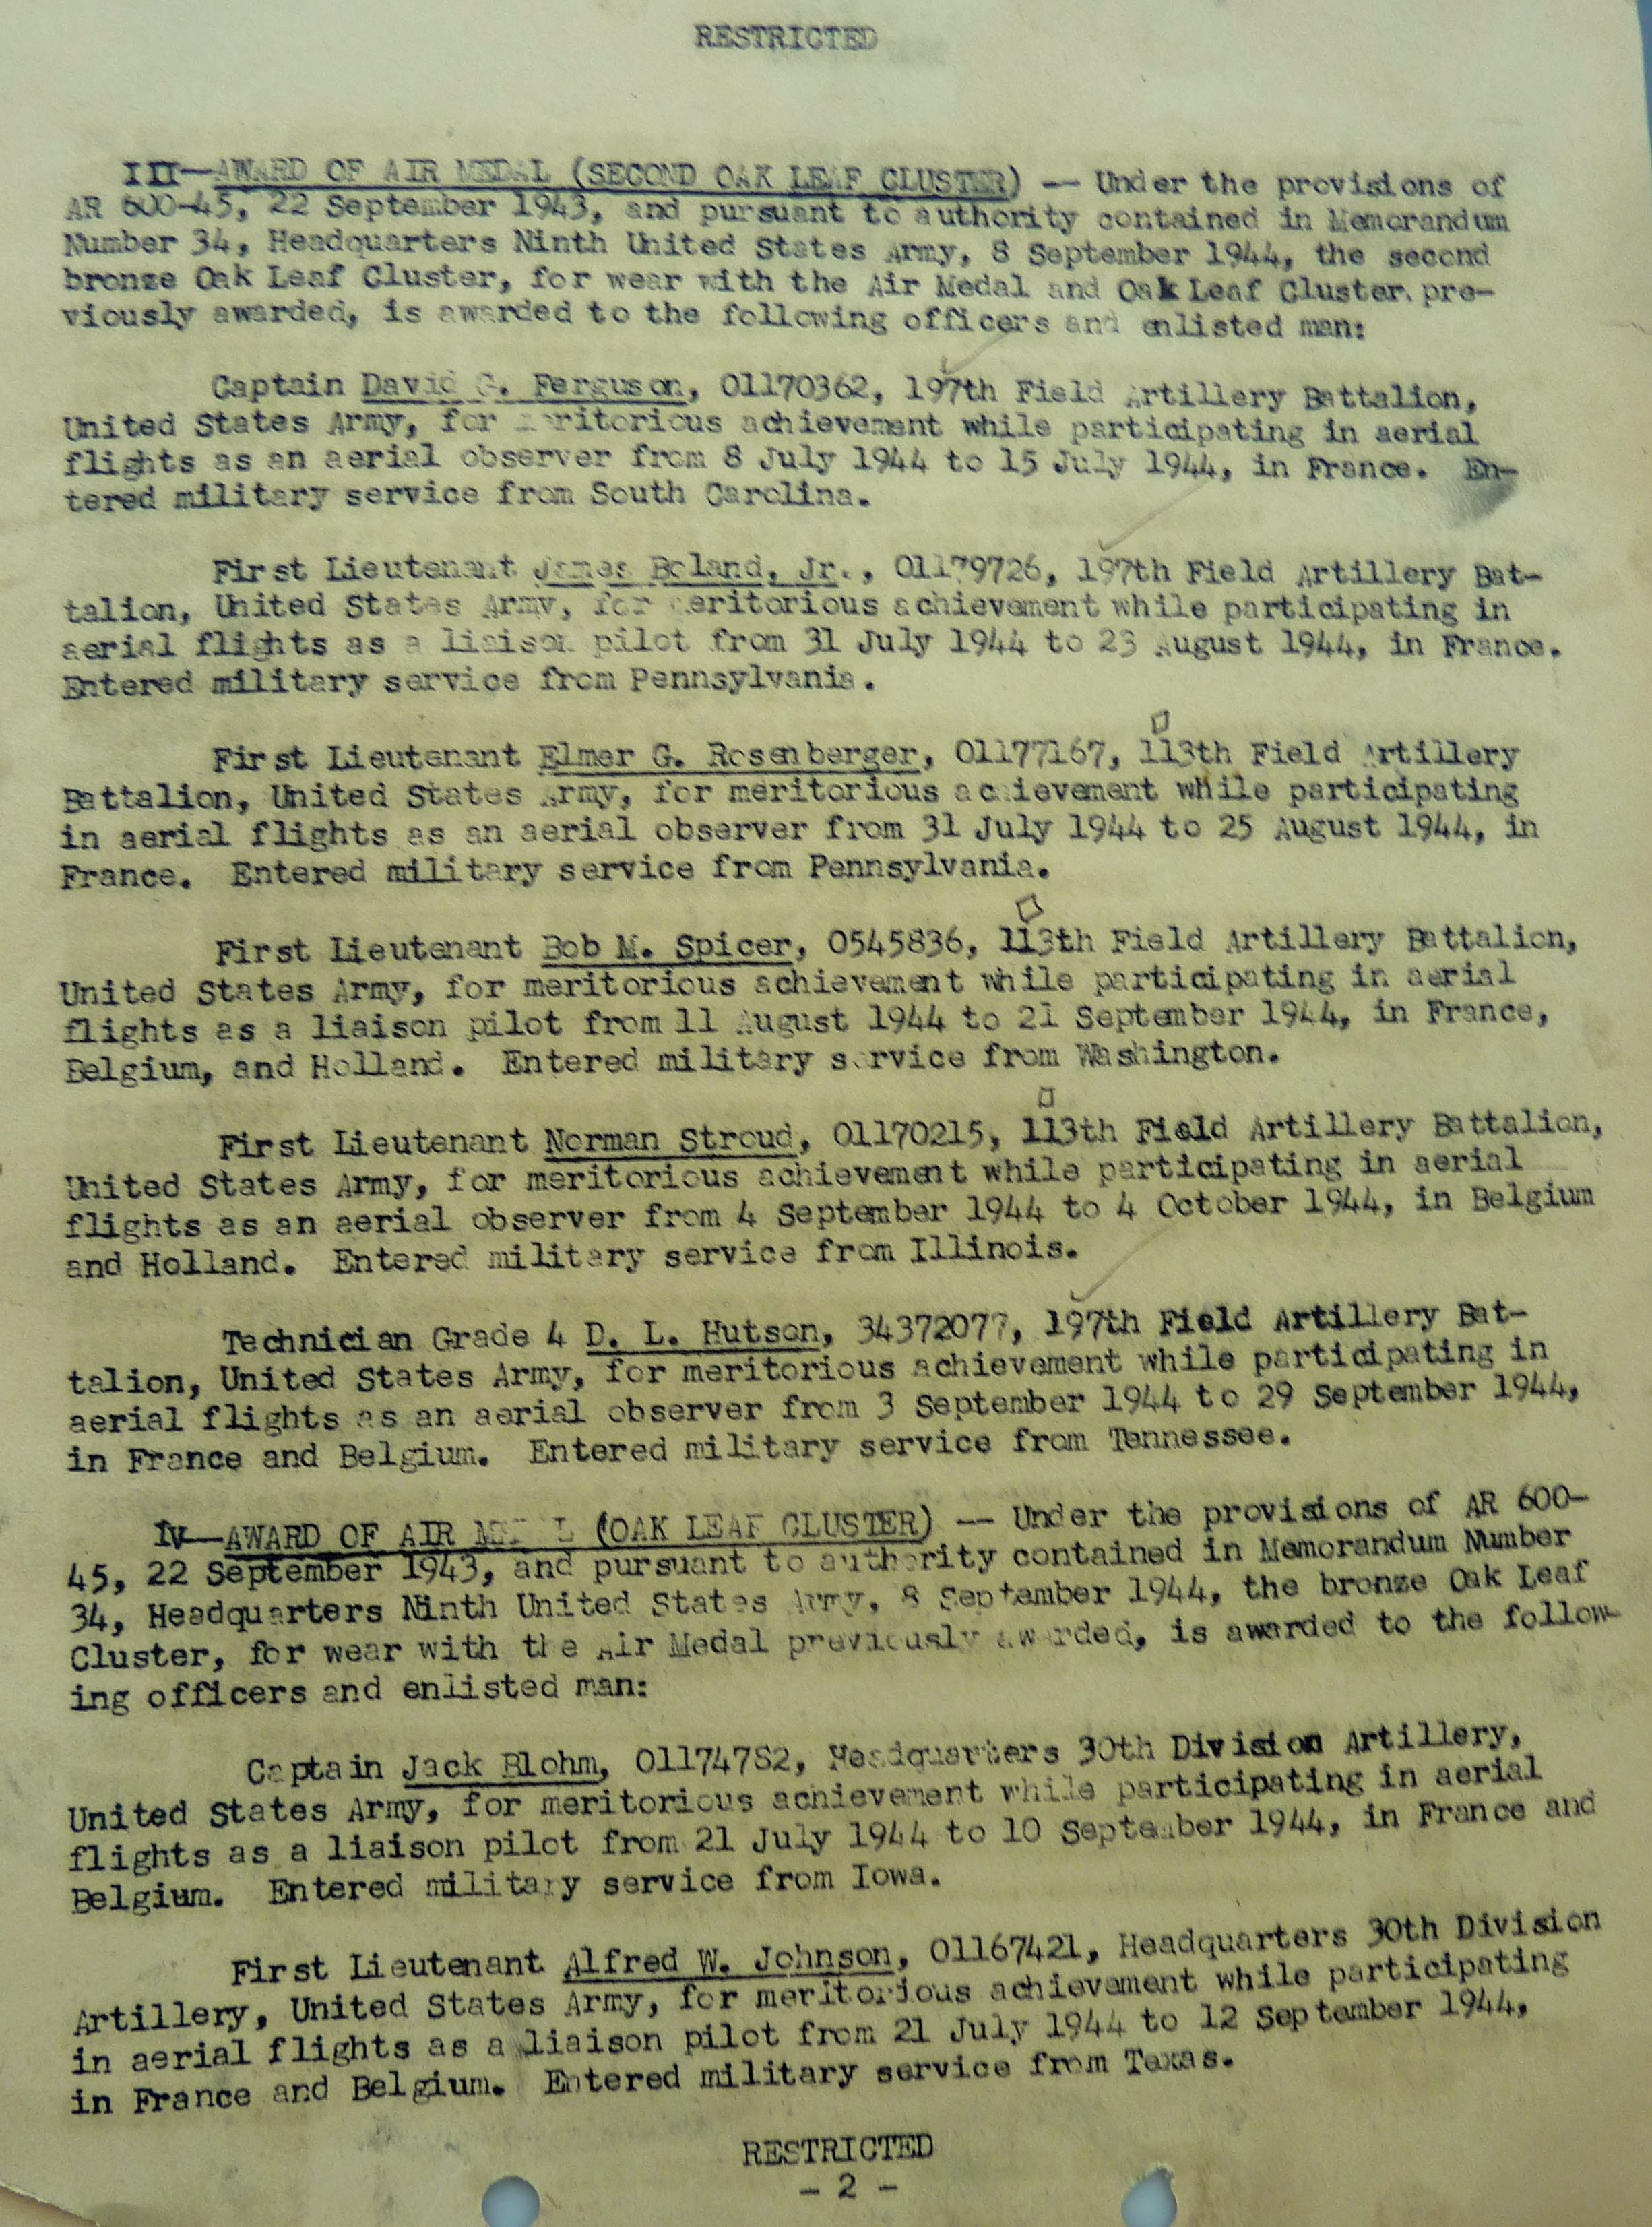 RESTRICTED
III—AWARD OF AIR MEDAL (SECOND OAK LEAF CLUSTER) -- Under the provisions of
AR 600-45, 22 September 1943, and pursuant to authority contained in Memorandum
Number 34, Headquarters Ninth United States Army, 8 September 1944, the second
bronze Oak Leaf Cluster, for wear with the Air Medal and Oak Leaf Cluster pre-
viously awarded, is awarded to the following officers and enlisted man:
Captain David G. Ferguson, 01170362, 197th Field Artillery Battalion,
United States Army, for meritorious achievement while participating in aerial
flights as an aerial observer from 8 July 1944 to 15 July 1944, in France. En-
tered military service from South Carolina.
First Lieutenant James Boland, Jr., 01179726, 197th Field Artillery Bat-
talion, United States Army, for meritorious achievement while participating in
aerial flights as a liaison pilot from 31 July 1944 to 23 August 1944, in France.
Entered military service from Pennsylvania.
First Lieutenant Elmer G. Rosenberger, 01177167, 113th Field Artillery
Battalion, United States Army, for meritorious achievement while participating
in aerial flights as an aerial observer from 31 July 1944 to 25 August 1944, in
France. Entered military service from Pennsylvania.
First Lieutenant Bob M. Spicer, 0545836, 113th Field Artillery Battalion,
United States Army, for meritorious achievement while participating in aerial
flights as a liaison pilot from 11 August 1944 to 21 September 1944, in France,
Belgium, and Holland. Entered military service from Washington.
First Lieutenant Norman Stroud, 01170215, 113th Field Artillery Battalion,
United States Army, for meritorious achievement while participating in aerial
flights as an aerial observer from 4 September 1944 to 4 October 1944, in Belgium
and Holland. Entered military service from Illinois.
Technician Grade 4 D. L. Hutson, 34372077, 197th Field Artillery Bat-
talion, United States Army, for meritorious achievement while participating in
aerial flights as an aerial observer from 3 September 1944 to 29 September 1944,
in France and Belgium. Entered military service from Tennessee.
IV—AWARD OF AIR MEDAL (OAK LEAF CLUSTER) -- Under the provisions of AR 600-
45, 22 September 1943, and pursuant to authority contained in Memorandum Number
34, Headquarters Ninth United States Army, 8 September 1944, the bronze Oak Leaf
Cluster, for wear with the Air Medal previously awarded, is awarded to the follow-
ing officers and enlisted man:
Captain Jack Blohm, 01174782, Headquarters 30th Division Artillery,
United States Army, for meritorious achievement while participating in aerial
flights as a liaison pilot from 21 July 1944 to 10 September 1944, in France and
Belgium. Entered military service from Iowa.
First Lieutenant Alfred W. Johnson, 01167421, Headquarters 30th Division
Artillery, United States Army, for meritorious achievement while participating
in aerial flights as a liaison pilot from 21 July 1944 to 12 September 1944,
in France and Belgium. Entered military service from Texas.
RESTRICTED
- 2 -